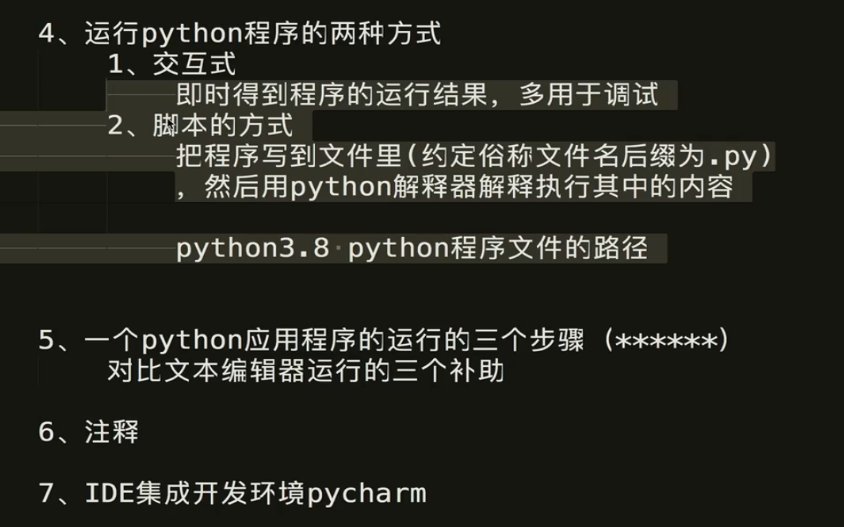 4、运行python程序的两种方式
1、交互式
即时得到程序的运行结果, 多用于调试
2、脚本的方式
把程序写到文件里(约定俗称文件名后缀为.py)
, 然后用python解释器解释执行其中的内容
python3.8 python程序文件的路径
5、一个python应用程序的运行的三个步骤（******）
对比文本编辑器运行的三个补助
6、注释
7、IDE集成开发环境pycharm